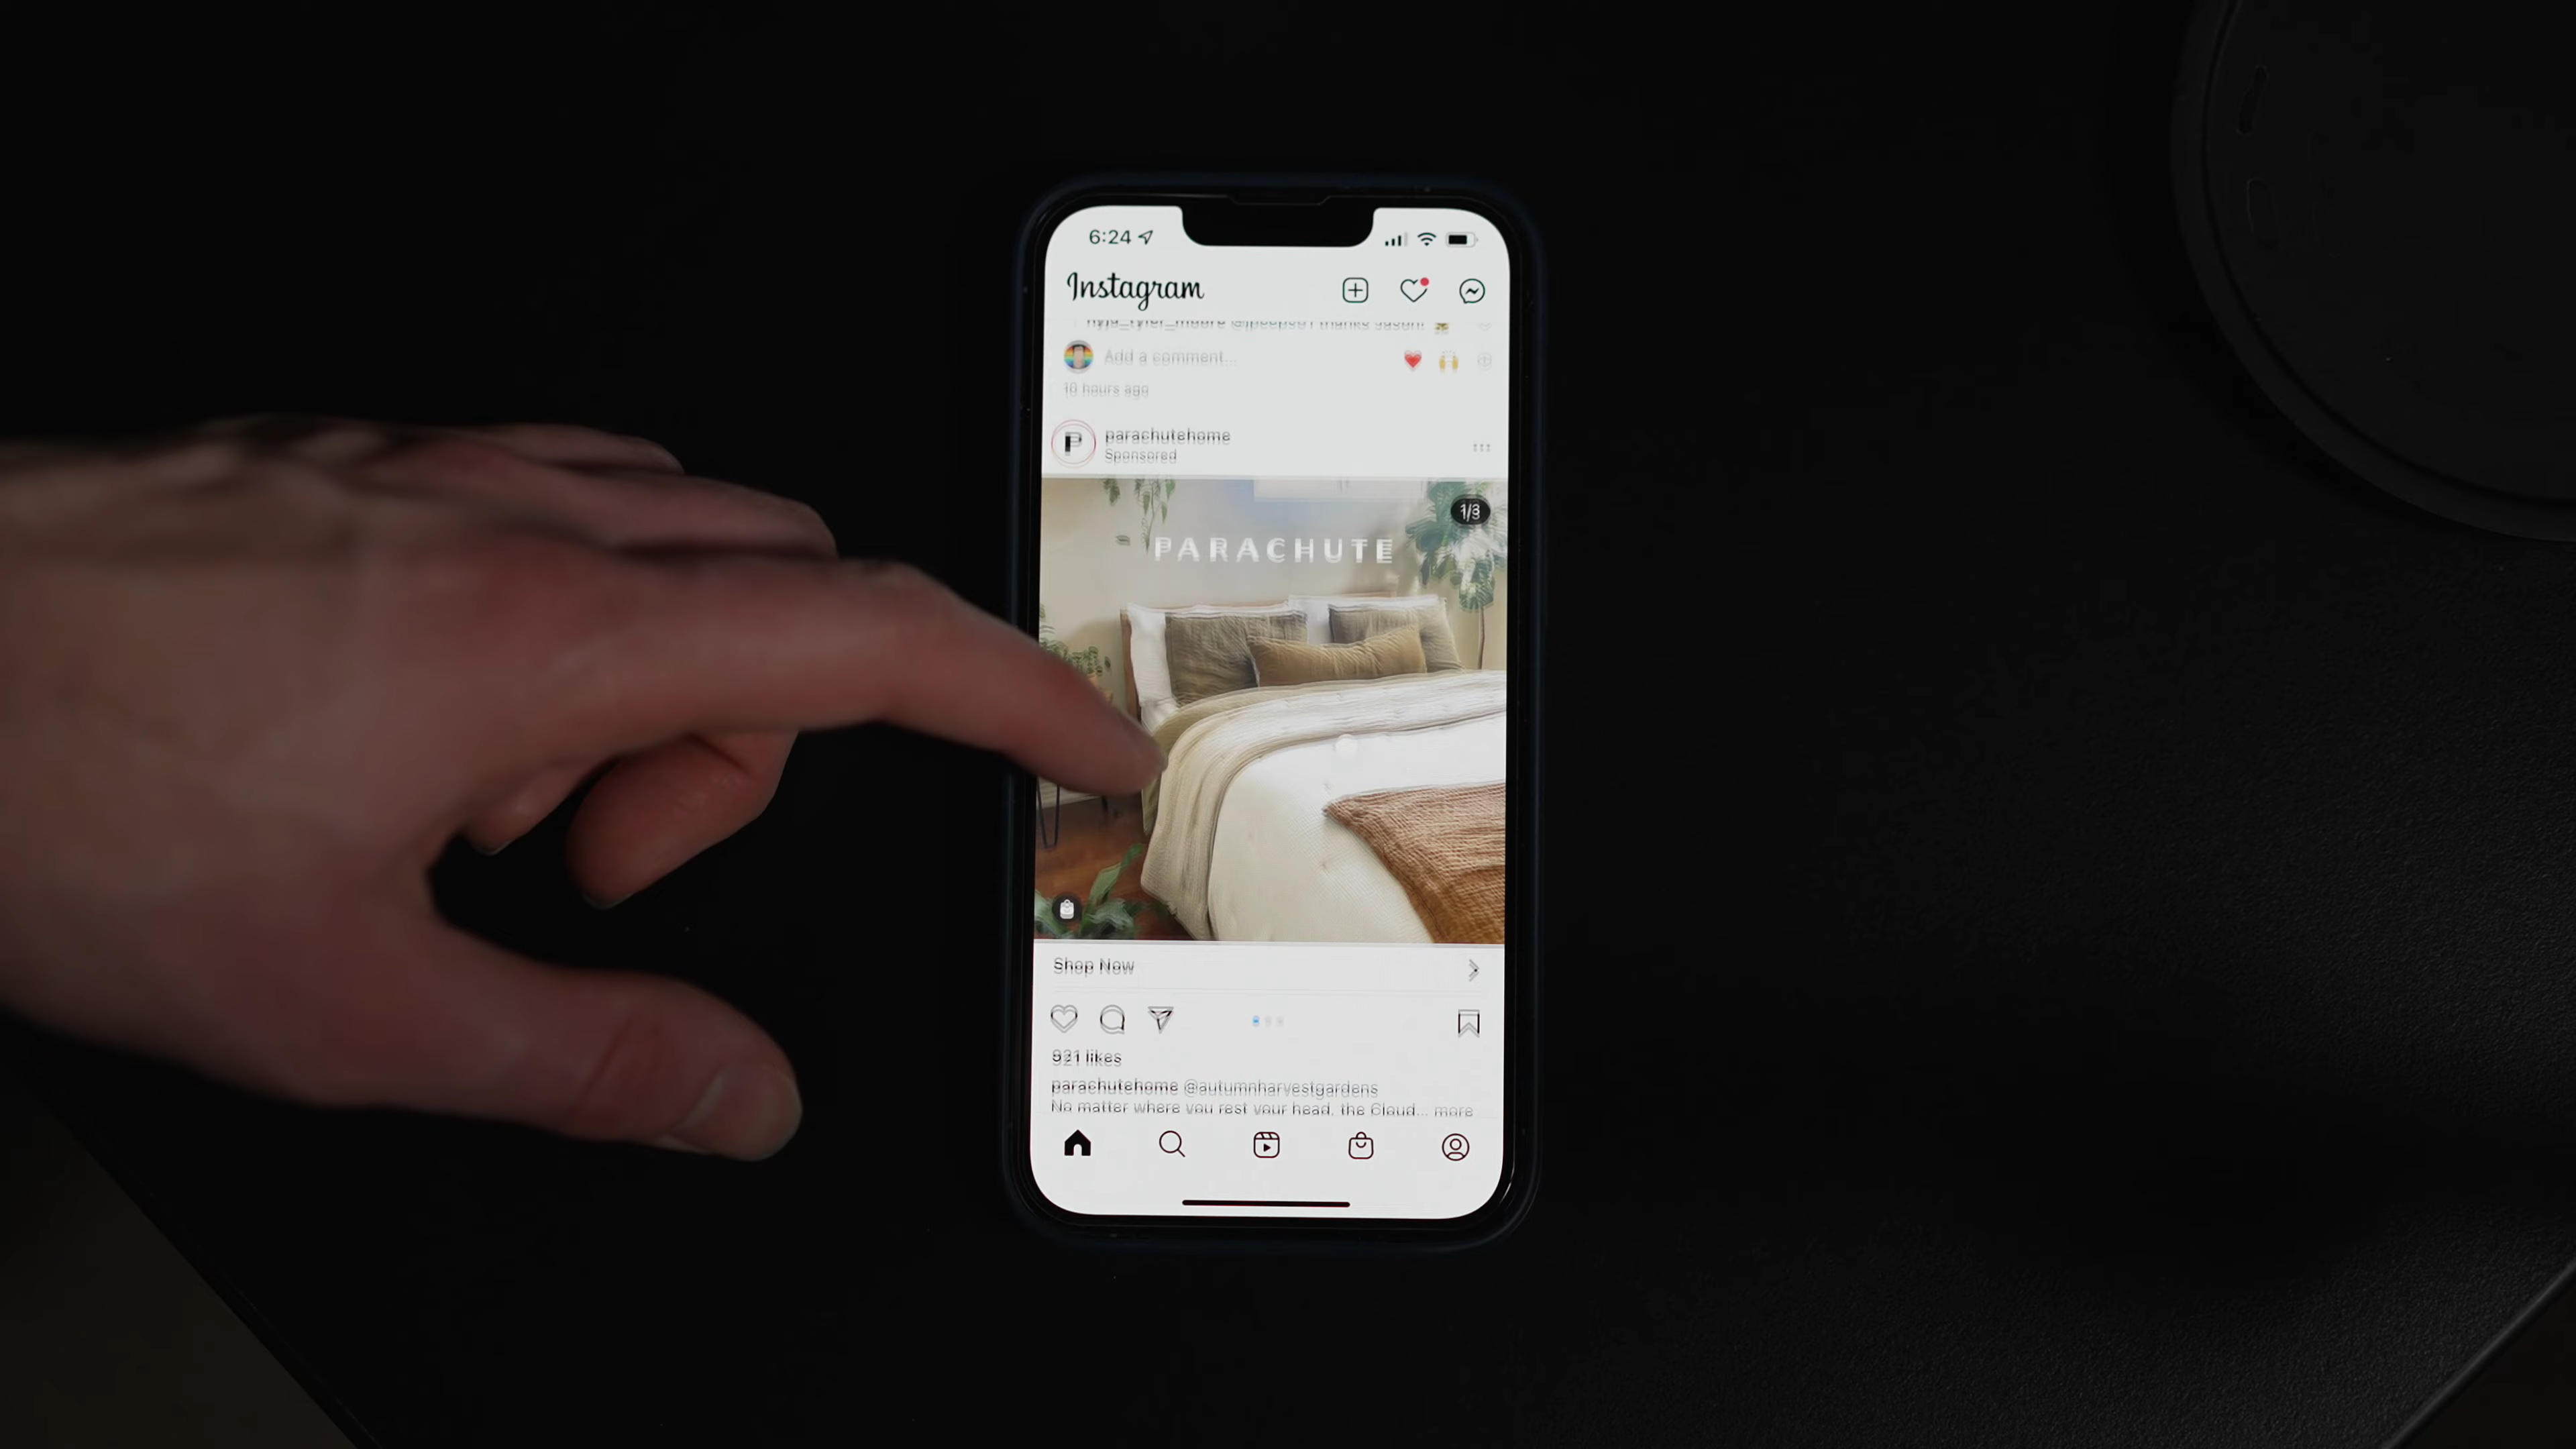 6:24
Instagram
thanks
Add a comment...
10 hours ago
P
parachutehome
Sponsored
1/3
PARACHUTE
Shop Now
921 likes
parachutehome @autumnharvestgardens
No matter where you rest your head, the Cloud... more